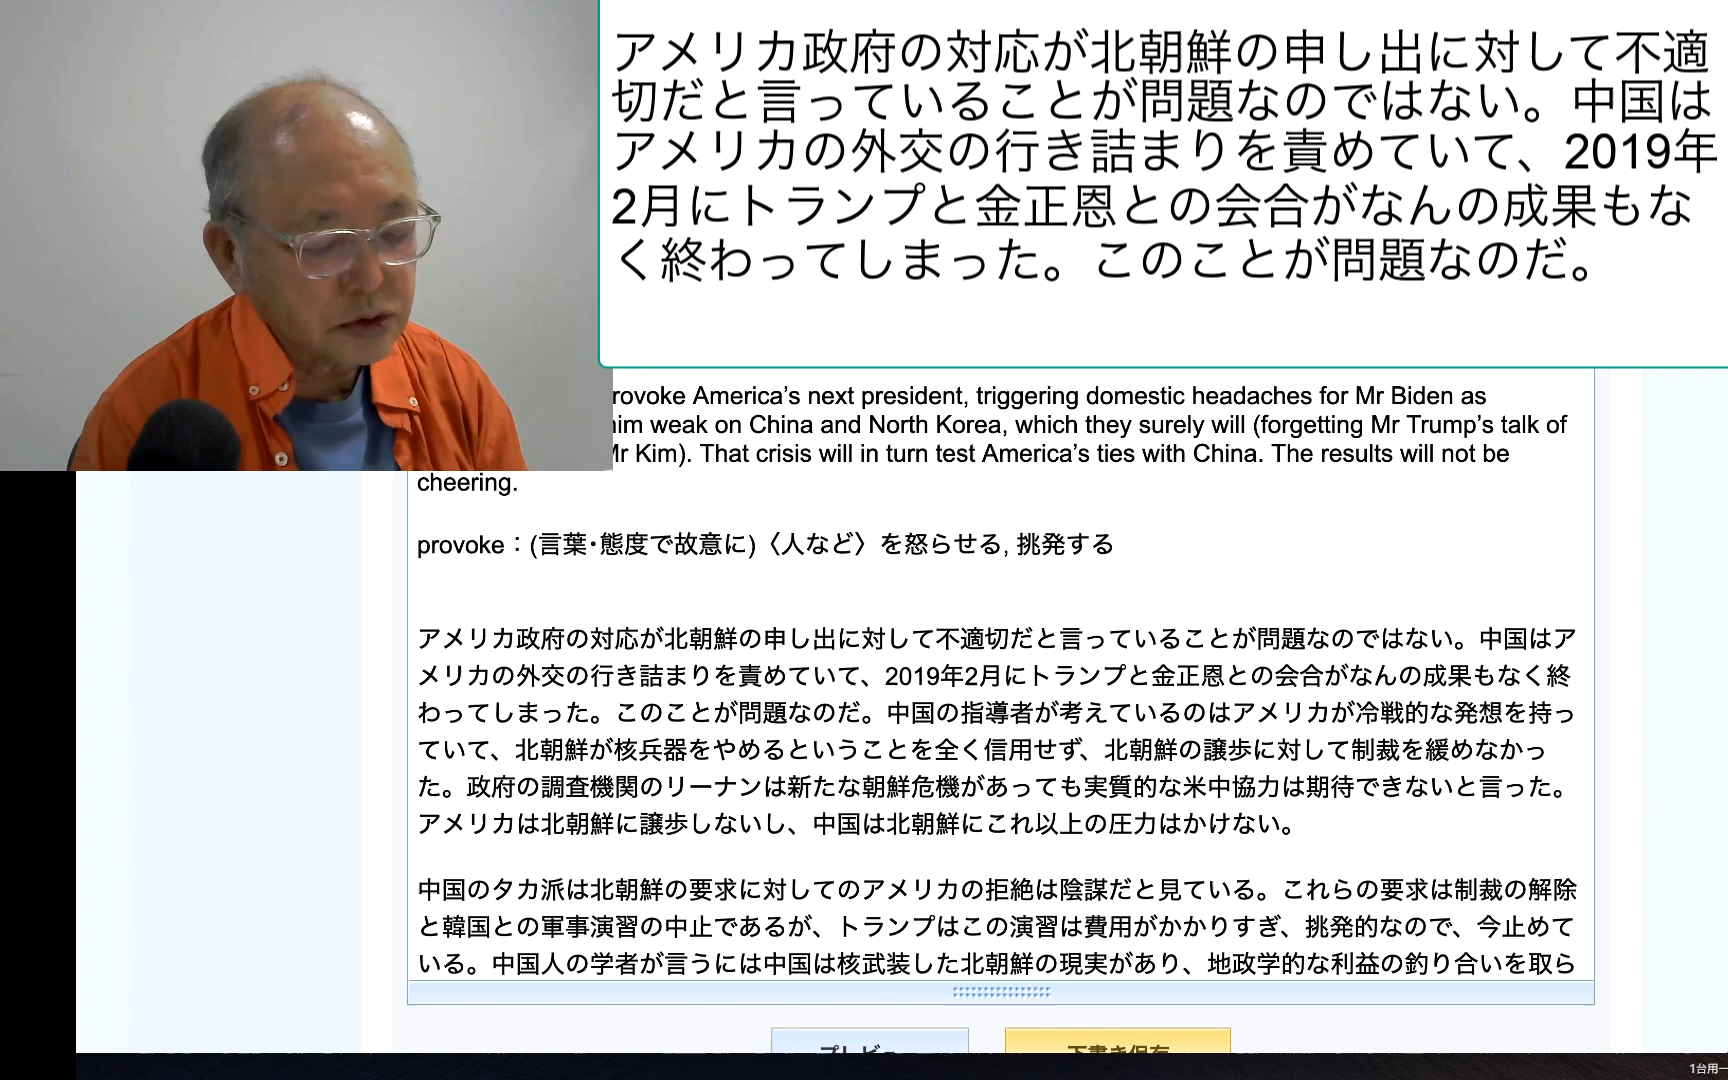 アメリカ政府の対応が北朝鮮の申し出に対して不適
切だと言っていることが問題なのではない。中国は
アメリカの外交の行き詰まりを責めていて、2019年
2月にトランプと金正恩との会合がなんの成果もな
く終わってしまった。このことが問題なのだ。
rovoke America’s next president, triggering domestic headaches for Mr Biden as
him weak on China and North Korea, which they surely will (forgetting Mr Trump’s talk of
Mr Kim). That crisis will in turn test America’s ties with China. The results will not be
cheering.
provoke：(言葉･態度で故意に)〈人など〉を怒らせる, 挑発する
アメリカ政府の対応が北朝鮮の申し出に対して不適切だと言っていることが問題なのではない。中国はア
メリカの外交の行き詰まりを責めていて、2019年2月にトランプと金正恩との会合がなんの成果もなく終
わってしまった。このことが問題なのだ。中国の指導者が考えているのはアメリカが冷戦的な発想を持っ
ていて、北朝鮮が核兵器をやめるということを全く信用せず、北朝鮮の譲歩に対して制裁を緩めなかっ
た。政府の調査機関のリーナンは新たな朝鮮危機があっても実質的な米中協力は期待できないと言った。
アメリカは北朝鮮に譲歩しないし、中国は北朝鮮にこれ以上の圧力はかけない。
中国のタカ派は北朝鮮の要求に対してのアメリカの拒絶は陰謀だと見ている。これらの要求は制裁の解除
と韓国との軍事演習の中止であるが、トランプはこの演習は費用がかかりすぎ、挑発的なので、今止めて
いる。中国人の学者が言うには中国は核武装した北朝鮮の現実があり、地政学的な利益の釣り合いを取ら
プレビュー
下書き保存
1台用一